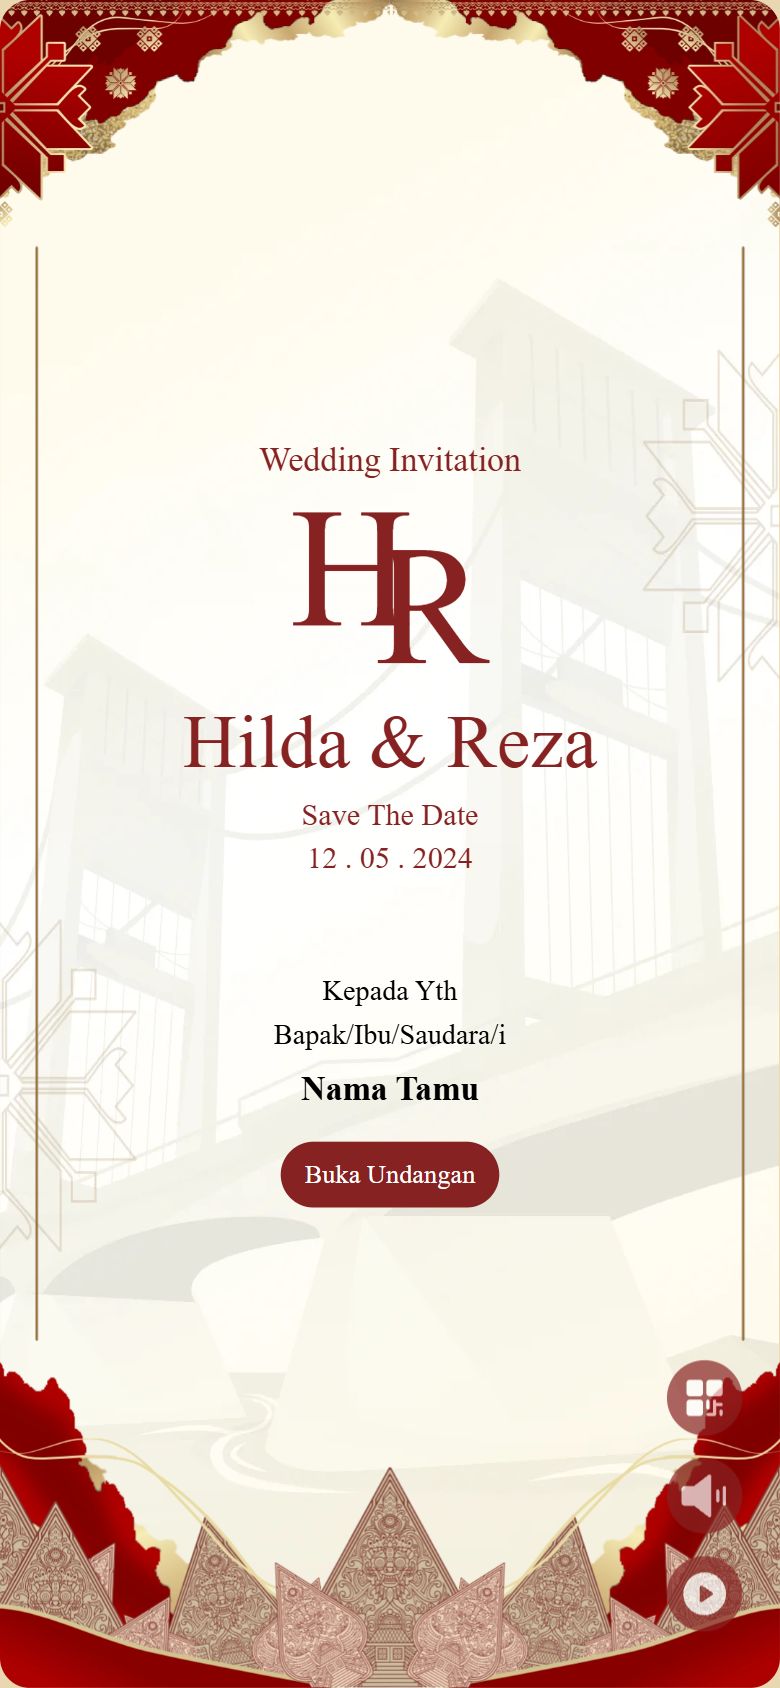 Wedding Invitation
HR
Hilda & Reza
Save The Date
12 . 05 . 2024
Kepada Yth
Bapak/Ibu/Saudara/i
Nama Tamu
Buka Undangan